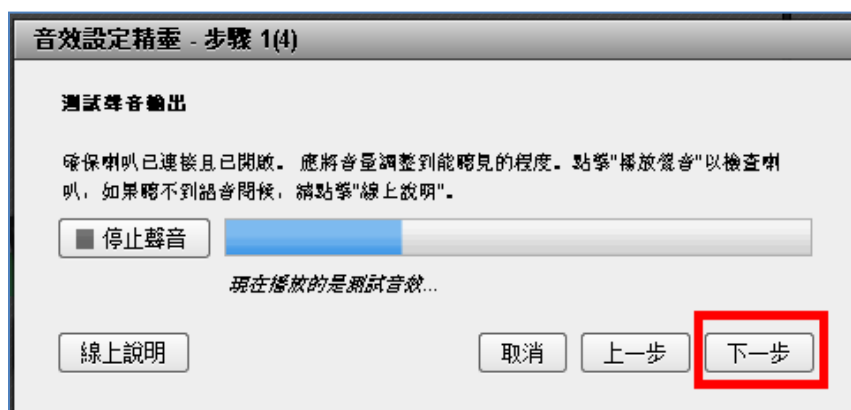 音效設定精靈 - 步驟 1(4)
測試聲音輸出
確保喇叭已連接且已開啟。 應將音量調整到能聽見的程度。點擊"播放聲音"以檢查喇
叭，如果聽不到語音問候，請點擊"線上說明"。
停止聲音
現在播放的是測試音效...
線上說明 取消 上一步 下一步